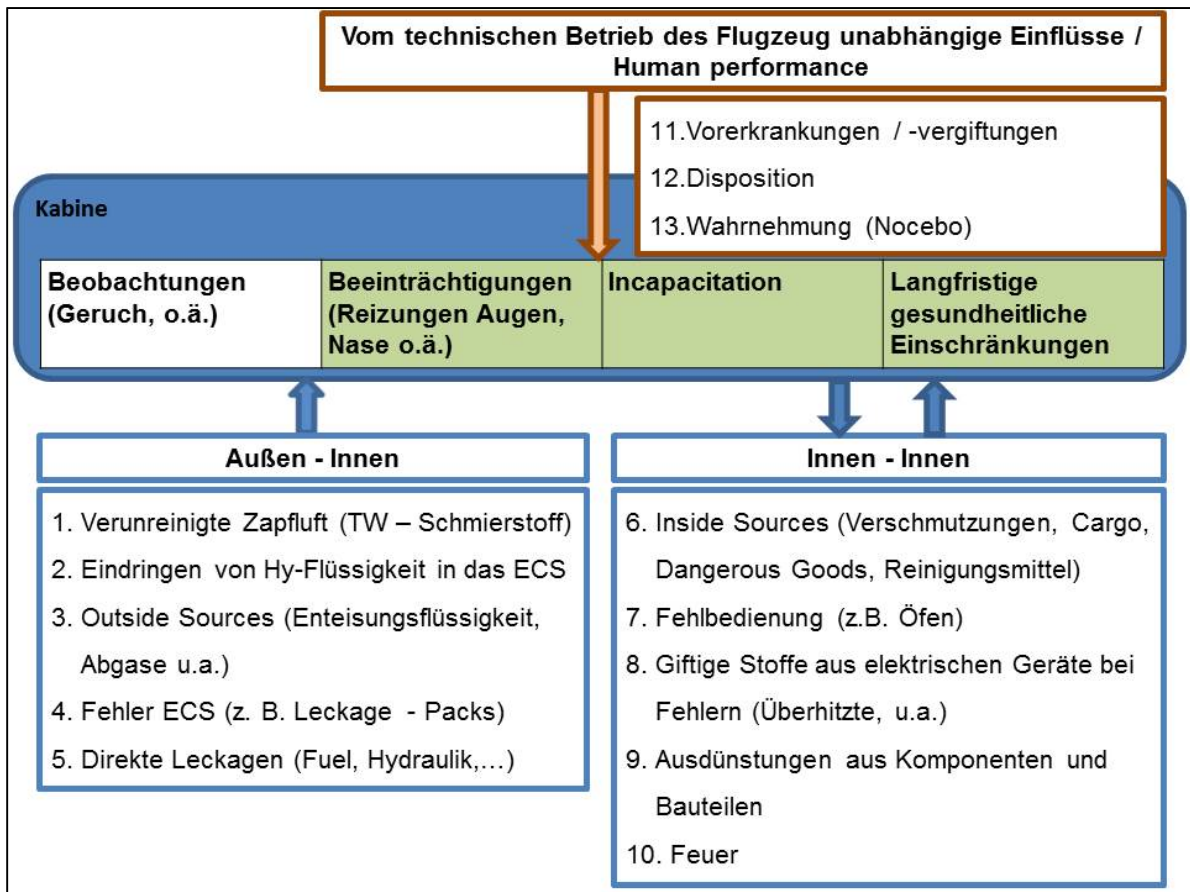 Vom technischen Betrieb des Flugzeug unabhängige Einflüsse /
Human performance
11.Vorerkrankungen / -vergiftungen
12.Disposition
13.Wahrnehmung (Nocebo)
Kabine
Beobachtungen
(Geruch, o.ä.)
Beeinträchtigungen
(Reizungen Augen,
Nase o.ä.)
Incapacitation
Langfristige
gesundheitliche
Einschränkungen
Außen - Innen
1. Verunreinigte Zapfluft (TW – Schmierstoff)
2. Eindringen von Hy-Flüssigkeit in das ECS
3. Outside Sources (Enteisungsflüssigkeit,
Abgase u.a.)
4. Fehler ECS (z. B. Leckage - Packs)
5. Direkte Leckagen (Fuel, Hydraulik,…)
Innen - Innen
6. Inside Sources (Verschmutzungen, Cargo,
Dangerous Goods, Reinigungsmittel)
7. Fehlbedienung (z.B. Öfen)
8. Giftige Stoffe aus elektrischen Geräte bei
Fehlern (Überhitzte, u.a.)
9. Ausdünstungen aus Komponenten und
Bauteilen
10. Feuer